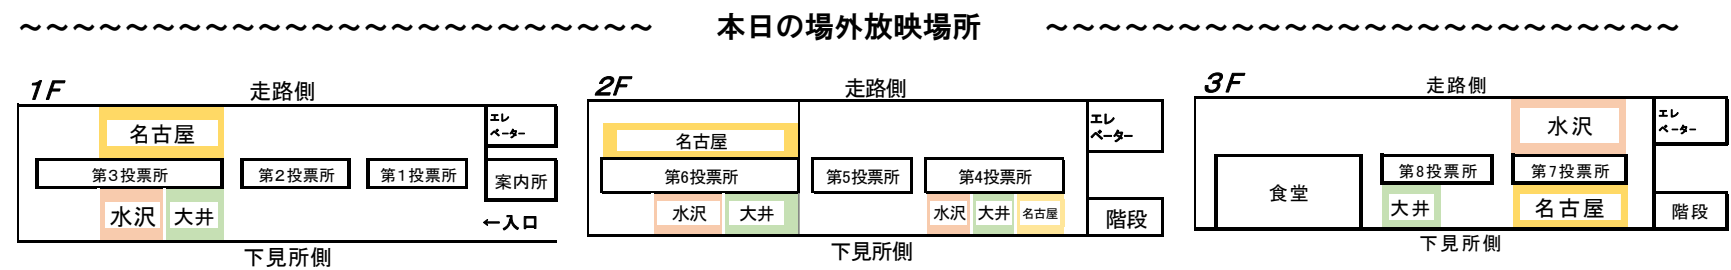 ～～～～～～～～～～～～～～～～～～～～～～～～ 本日の場外放映場所 ～～～～～～～～～～～～～～～～～～～～～～～～
1F
走路側
エレ
ベーター
名古屋
第3投票所 第2投票所 第1投票所
案内所
水沢 大井
←入口
下見所側
2F
走路側
エレ
ベーター
名古屋
第6投票所 第5投票所 第4投票所
水沢 大井 水沢 大井 名古屋
階段
下見所側
3F
走路側
エレ
ベーター
水沢
第8投票所 第7投票所
食堂
大井 名古屋
階段
下見所側